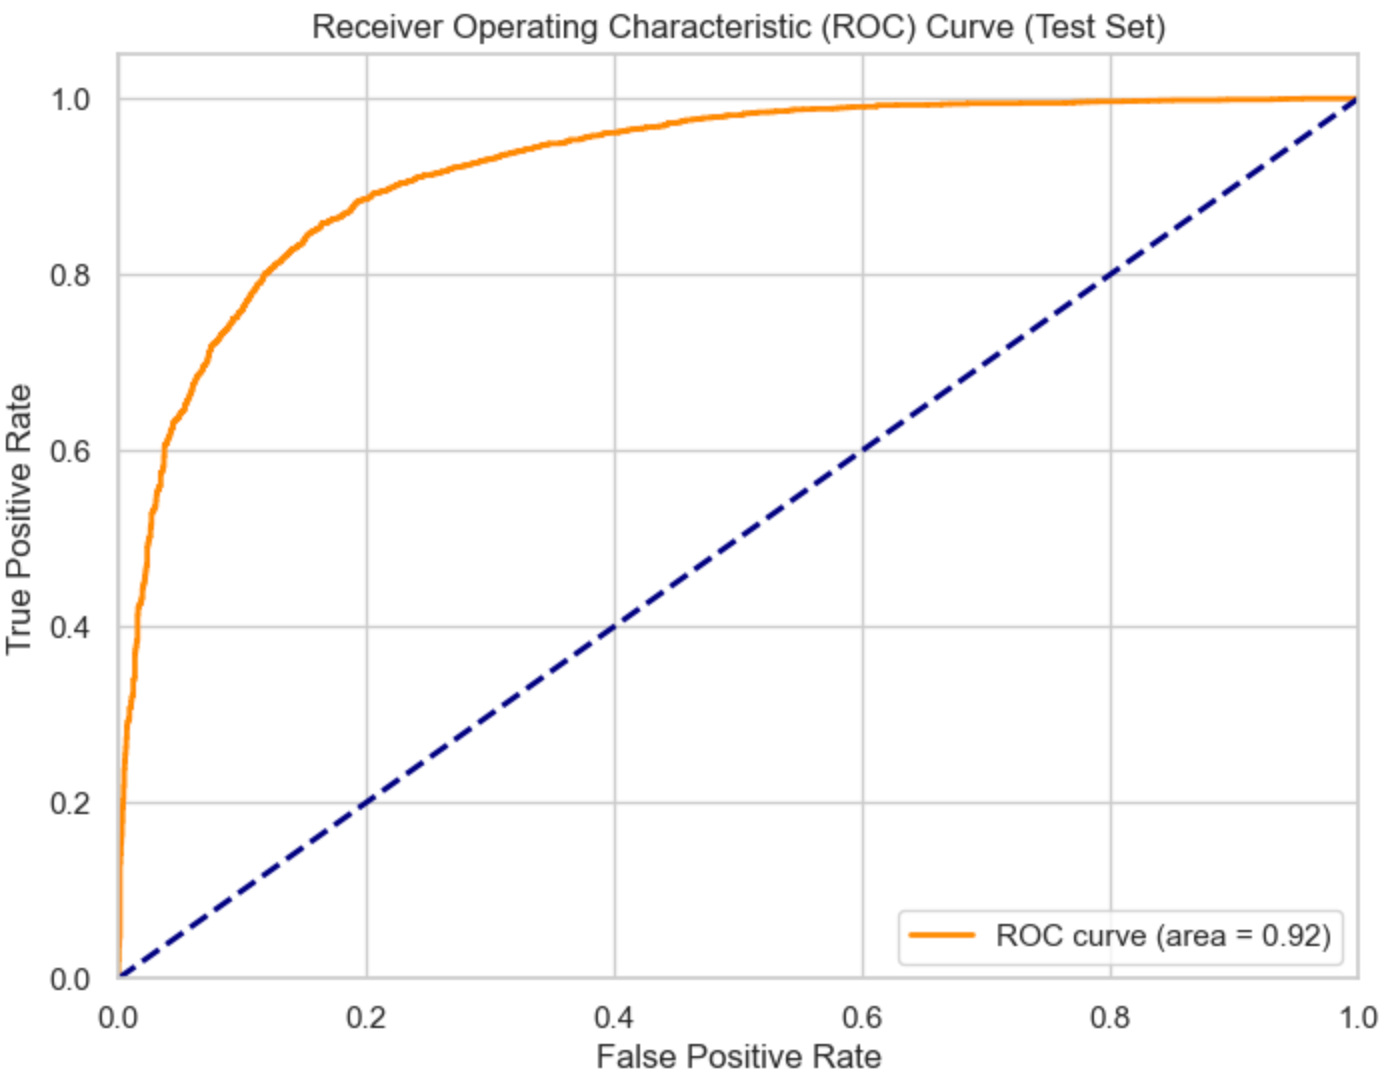 Receiver Operating Characteristic (ROC) Curve (Test Set)
True Positive Rate
1.0
0.8
0.6
0.4
0.2
0.0
ROC curve (area = 0.92)
0.0 0.2 0.4 0.6 0.8 1.0
False Positive Rate